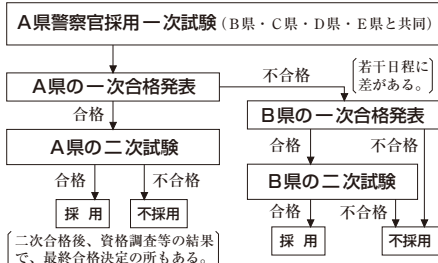 A県警察官採用一次試験（B県・C県・D県・E県と共同）
A県の一次合格発表
不合格
若干日程に
差がある。
合格
B県の一次合格発表
A県の二次試験
合格
不合格
合格
不合格
B県の二次試験
採用
不採用
合格
不合格
採用
不採用
二次合格後、資格調査等の結果
で、最終合格決定の所もある。